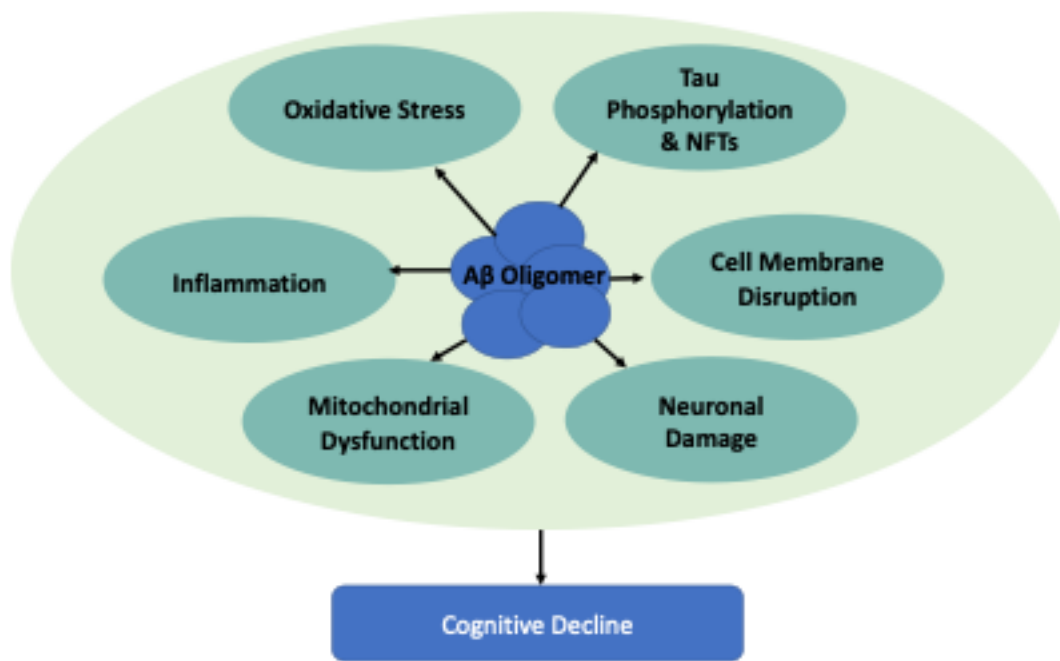 Oxidative Stress
Tau
Phosphorylation
& NFTs
Inflammation
Aβ Oligomer
Cell Membrane
Disruption
Mitochondrial
Dysfunction
Neuronal
Damage
Cognitive Decline